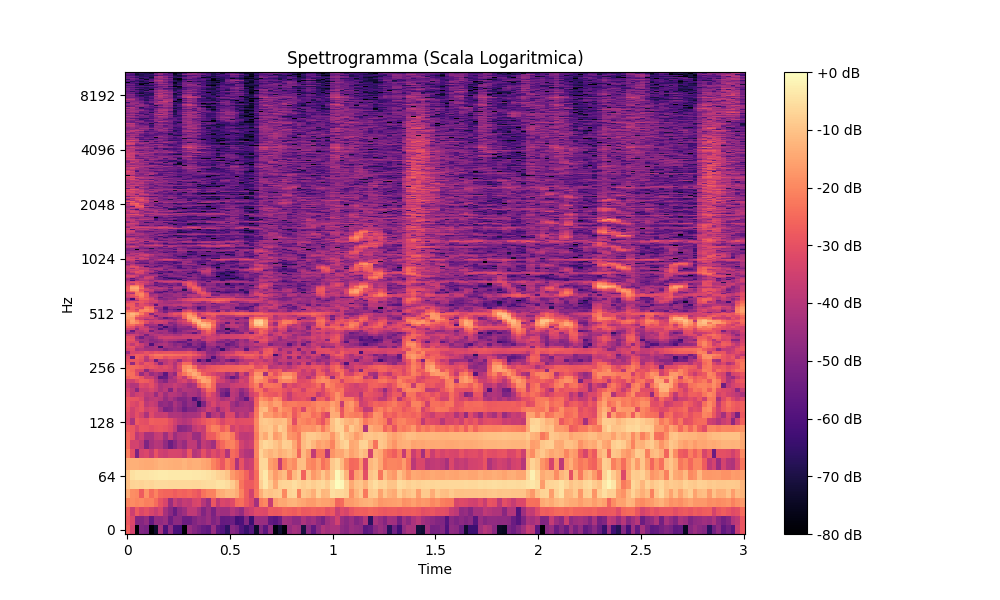 Spettrogramma (Scala Logaritmica)
Hz
8192
4096
2048
1024
512
256
128
64
0
0 0.5 1 1.5 2 2.5 3
Time
+0 dB
-10 dB
-20 dB
-30 dB
-40 dB
-50 dB
-60 dB
-70 dB
-80 dB